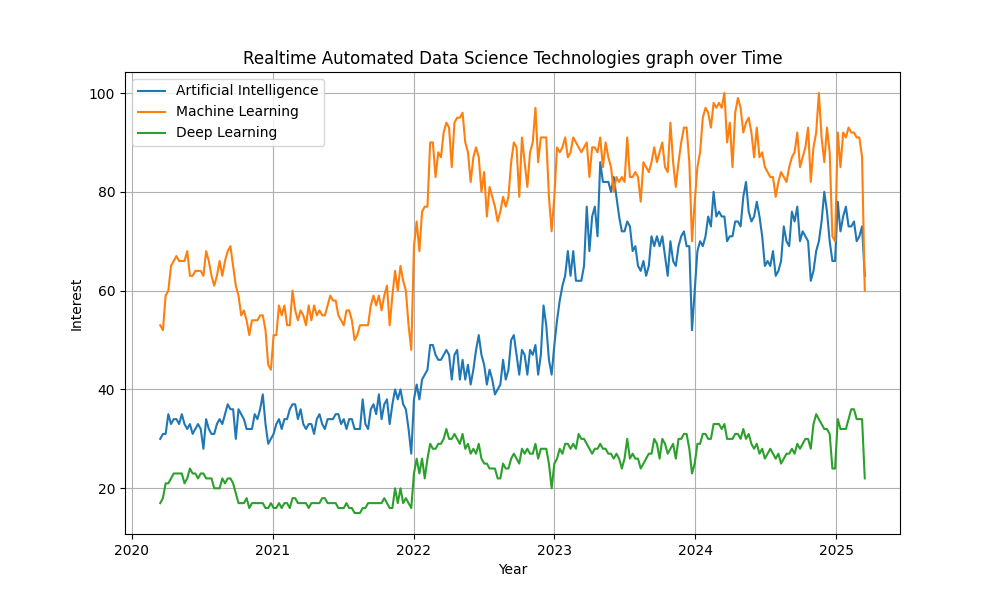 Realtime Automated Data Science Technologies graph over Time
Artificial Intelligence
Machine Learning
Deep Learning
100
80
60
40
20
Interest
2020 2021 2022 2023 2024 2025
Year